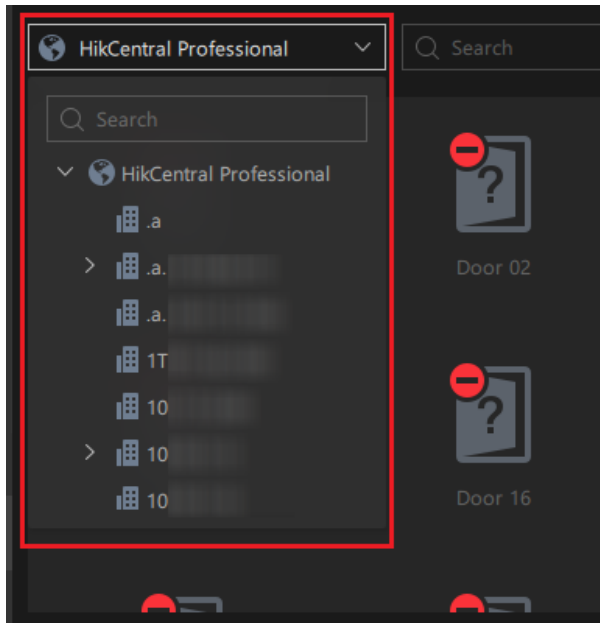 HikCentral Professional
Search
Search
HikCentral Professional
.a
.a.
.a.
1T
10
10
10
?
Door 02
?
Door 16